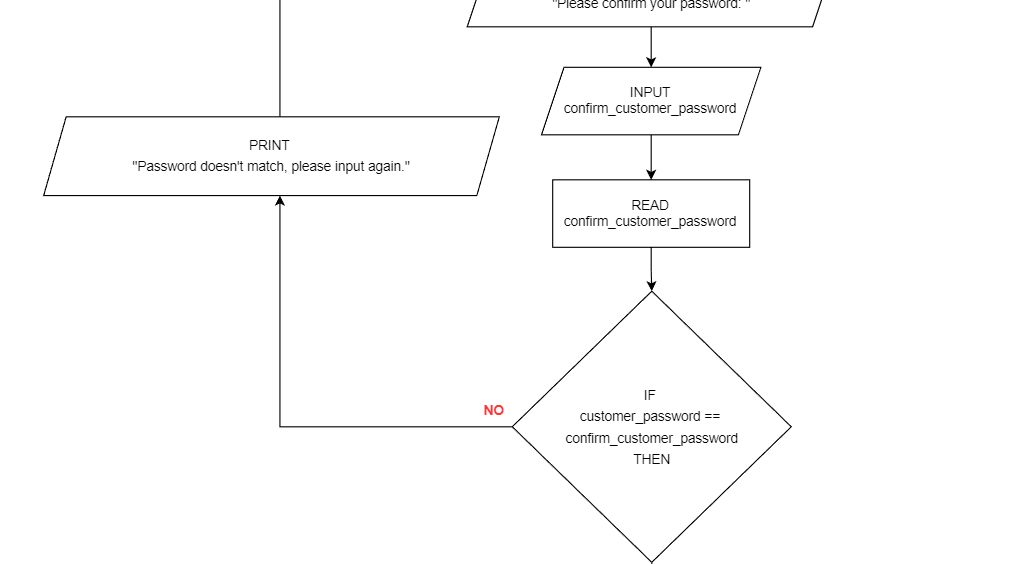 "Please confirm your password: "
INPUT
confirm_customer_password
PRINT
"Password doesn't match, please input again."
READ
confirm_customer_password
NO
IF
customer_password ==
confirm_customer_password
THEN